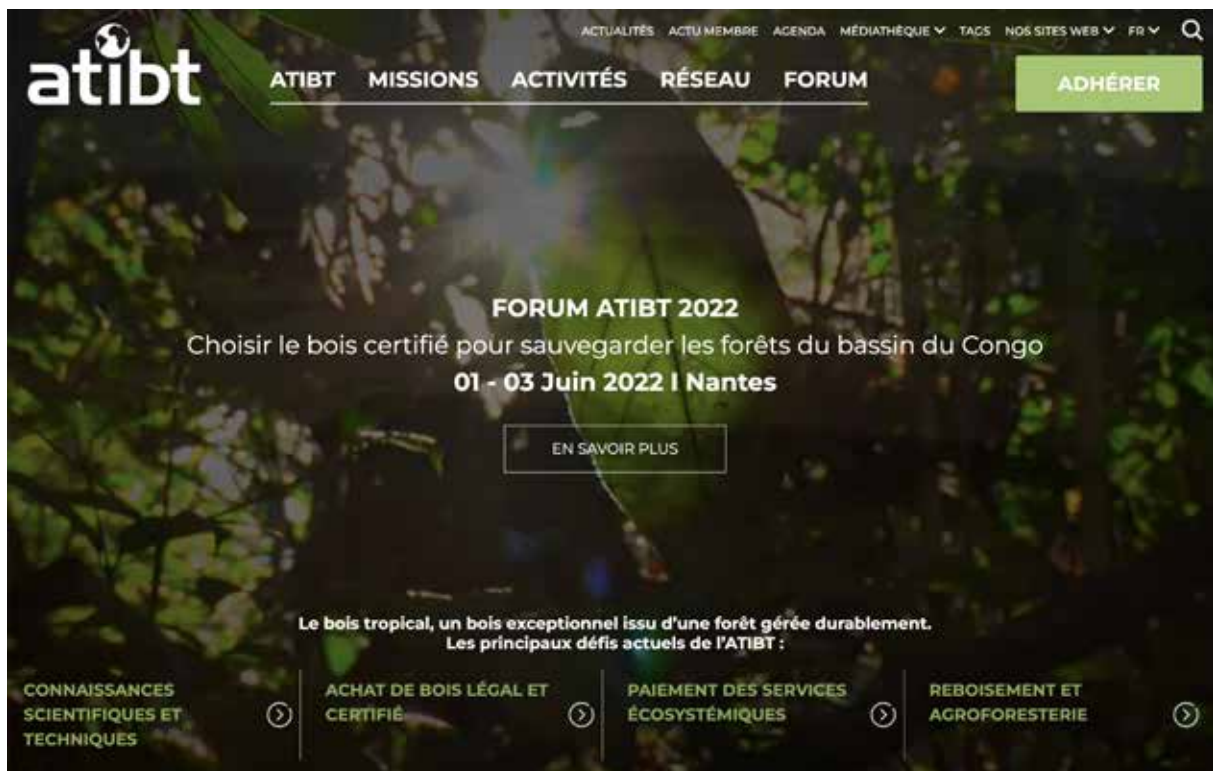 ACTUALITÉS ACTU MEMBRE AGENDA MÉDIATHÈQUE TAGS NOS SITES WEB FR
atibt
ATIBT MISSIONS ACTIVITÉS RÉSEAU FORUM
ADHÉRER
FORUM ATIBT 2022
Choisir le bois certifié pour sauvegarder les forêts du bassin du Congo
01 - 03 Juin 2022 I Nantes
EN SAVOIR PLUS
Le bois tropical, un bois exceptionnel issu d'une forêt gérée durablement.
Les principaux défis actuels de l'ATIBT :
CONNAISSANCES
SCIENTIFIQUES ET
TECHNIQUES
ACHAT DE BOIS LÉGAL ET
CERTIFIÉ
PAIEMENT DES SERVICES
ÉCOSYSTÉMIQUES
REBOISEMENT ET
AGROFORESTERIE